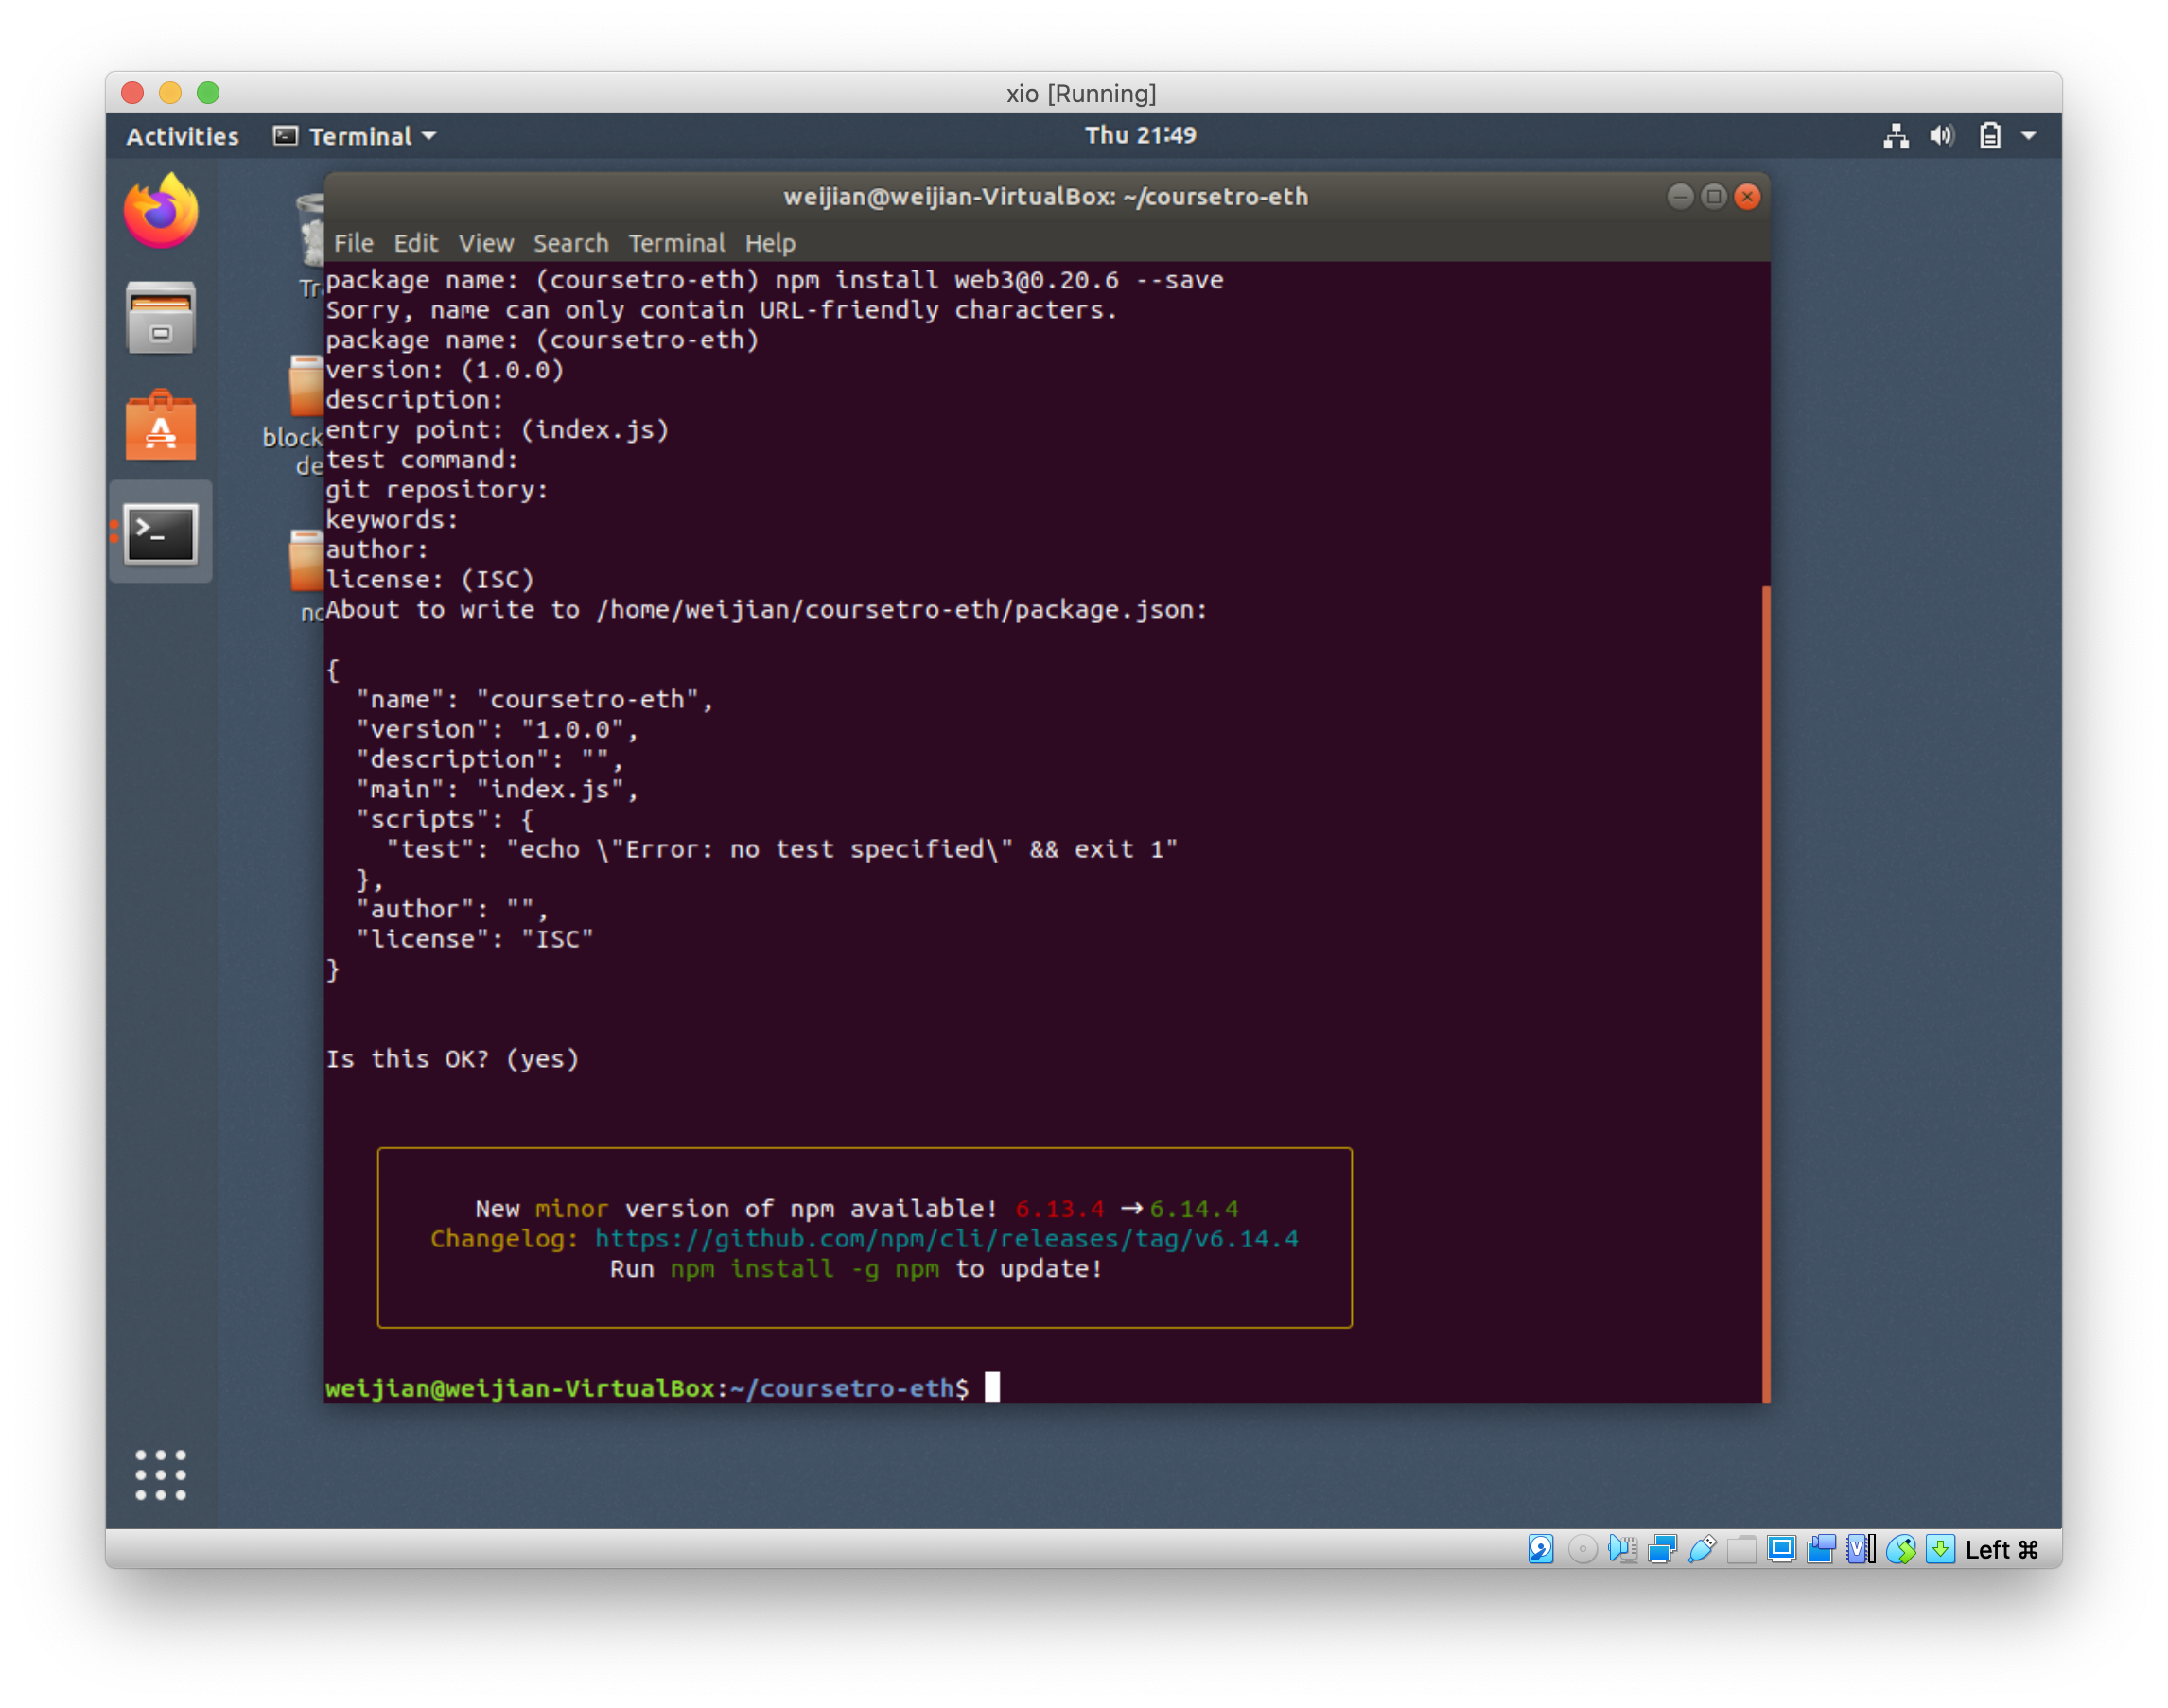 xio [Running]
Activities Terminal Thu 21:49
weijian@weijian-VirtualBox: ~/coursetro-eth
File Edit View Search Terminal Help
package name: (coursetro-eth) npm install web3@0.20.6 --save
Sorry, name can only contain URL-friendly characters.
package name: (coursetro-eth)
version: (1.0.0)
description:
entry point: (index.js)
test command:
git repository:
keywords:
author:
license: (ISC)
About to write to /home/weijian/coursetro-eth/package.json:
{
"name": "coursetro-eth",
"version": "1.0.0",
"description": "",
"main": "index.js",
"scripts": {
"test": "echo \"Error: no test specified\" && exit 1"
},
"author": "",
"license": "ISC"
}
Is this OK? (yes)
New minor version of npm available! 6.13.4 → 6.14.4
Changelog: https://github.com/npm/cli/releases/tag/v6.14.4
Run npm install -g npm to update!
weijian@weijian-VirtualBox:~/coursetro-eth$
Tr
block
de
no
Left ⌘